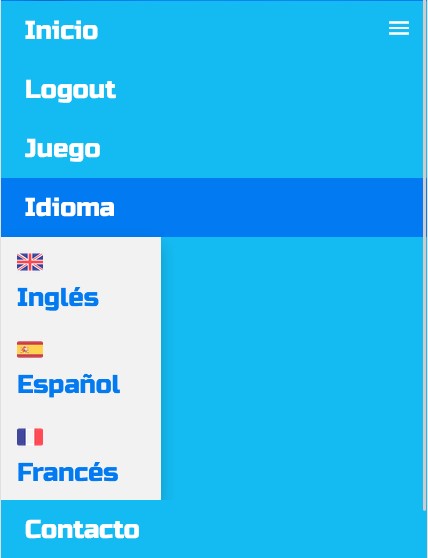 Inicio
Logout
Juego
Idioma
Inglés
Español
Francés
Contacto